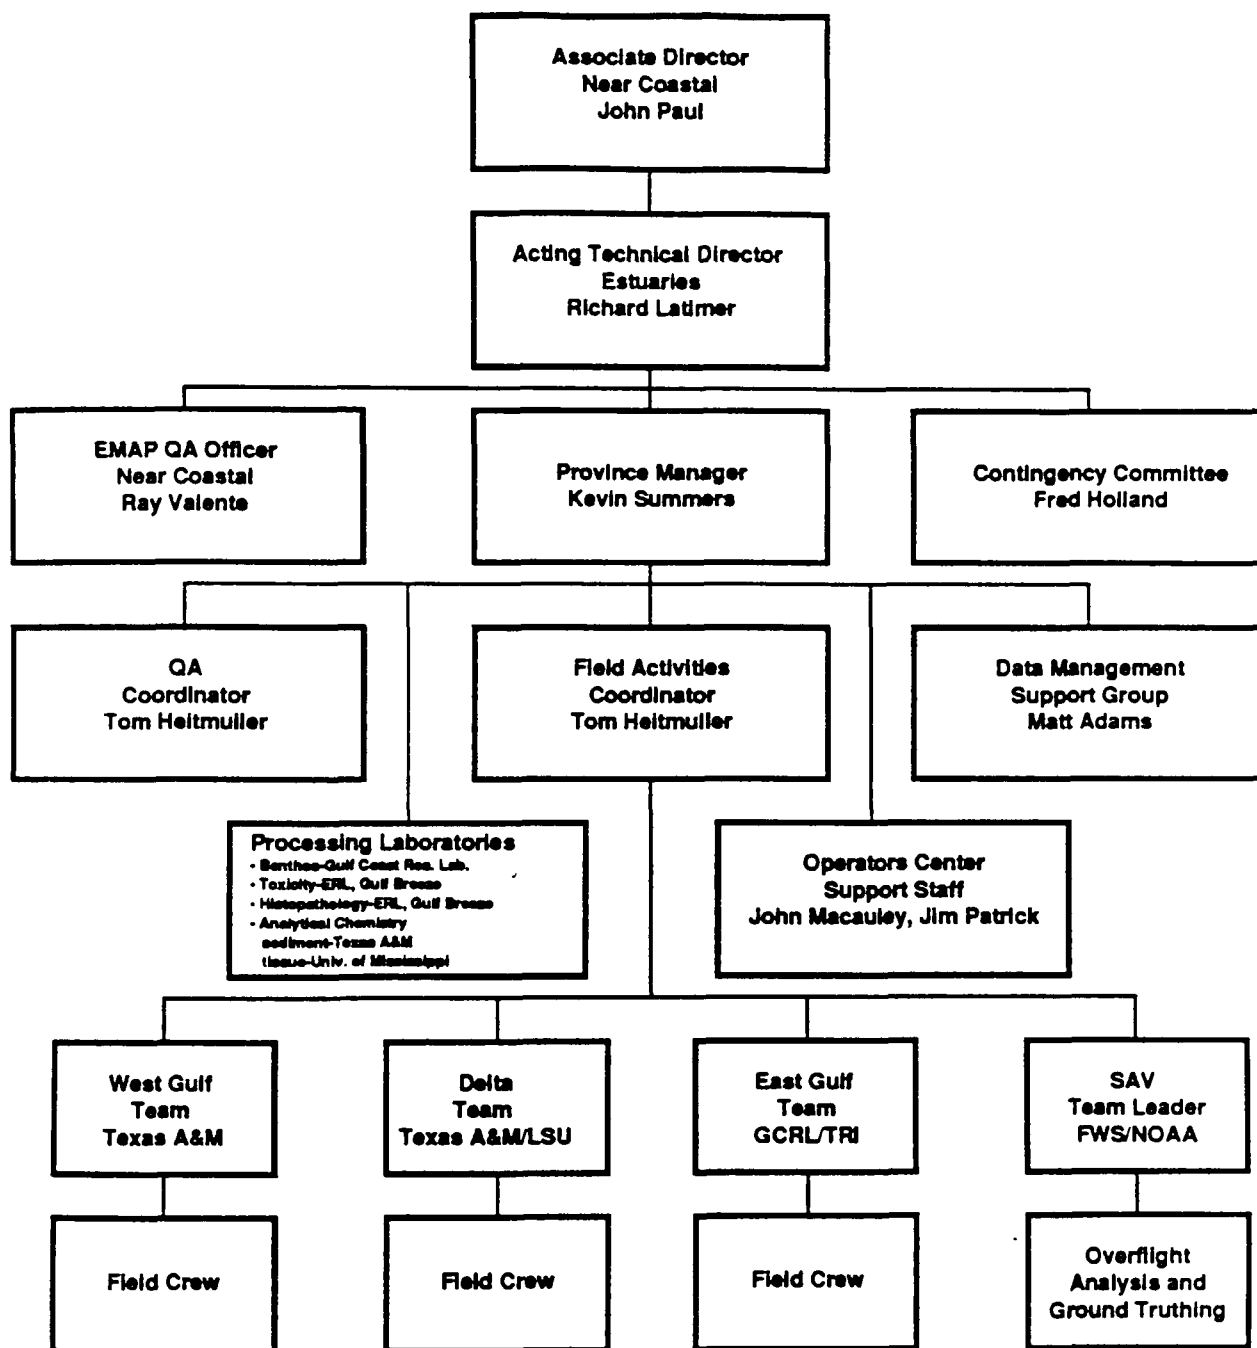 Associate Director
Near Coastal
John Paul
Acting Technical Director
Estuaries
Richard Latimer
EMAP QA Officer
Near Coastal
Ray Valente
Province Manager
Kevin Summers
Contingency Committee
Fred Holland
QA
Coordinator
Tom Heitmuller
Field Activities
Coordinator
Tom Heitmuller
Data Management
Support Group
Matt Adams
Processing Laboratories
- Benthos-Gulf Coast Res. Lab.
- Toxicity-ERL, Gulf Breeze
- Histopathology-ERL, Gulf Breeze
- Analytical Chemistry
sediment-Texas A&M
tissue-Univ. of Mississippi
Operators Center
Support Staff
John Macauley, Jim Patrick
West Gulf
Team
Texas A&M
Delta
Team
Texas A&M/LSU
East Gulf
Team
GCRL/TRI
SAV
Team Leader
FWS/NOAA
Field Crew
Field Crew
Field Crew
Overflight
Analysis and
Ground Truthing